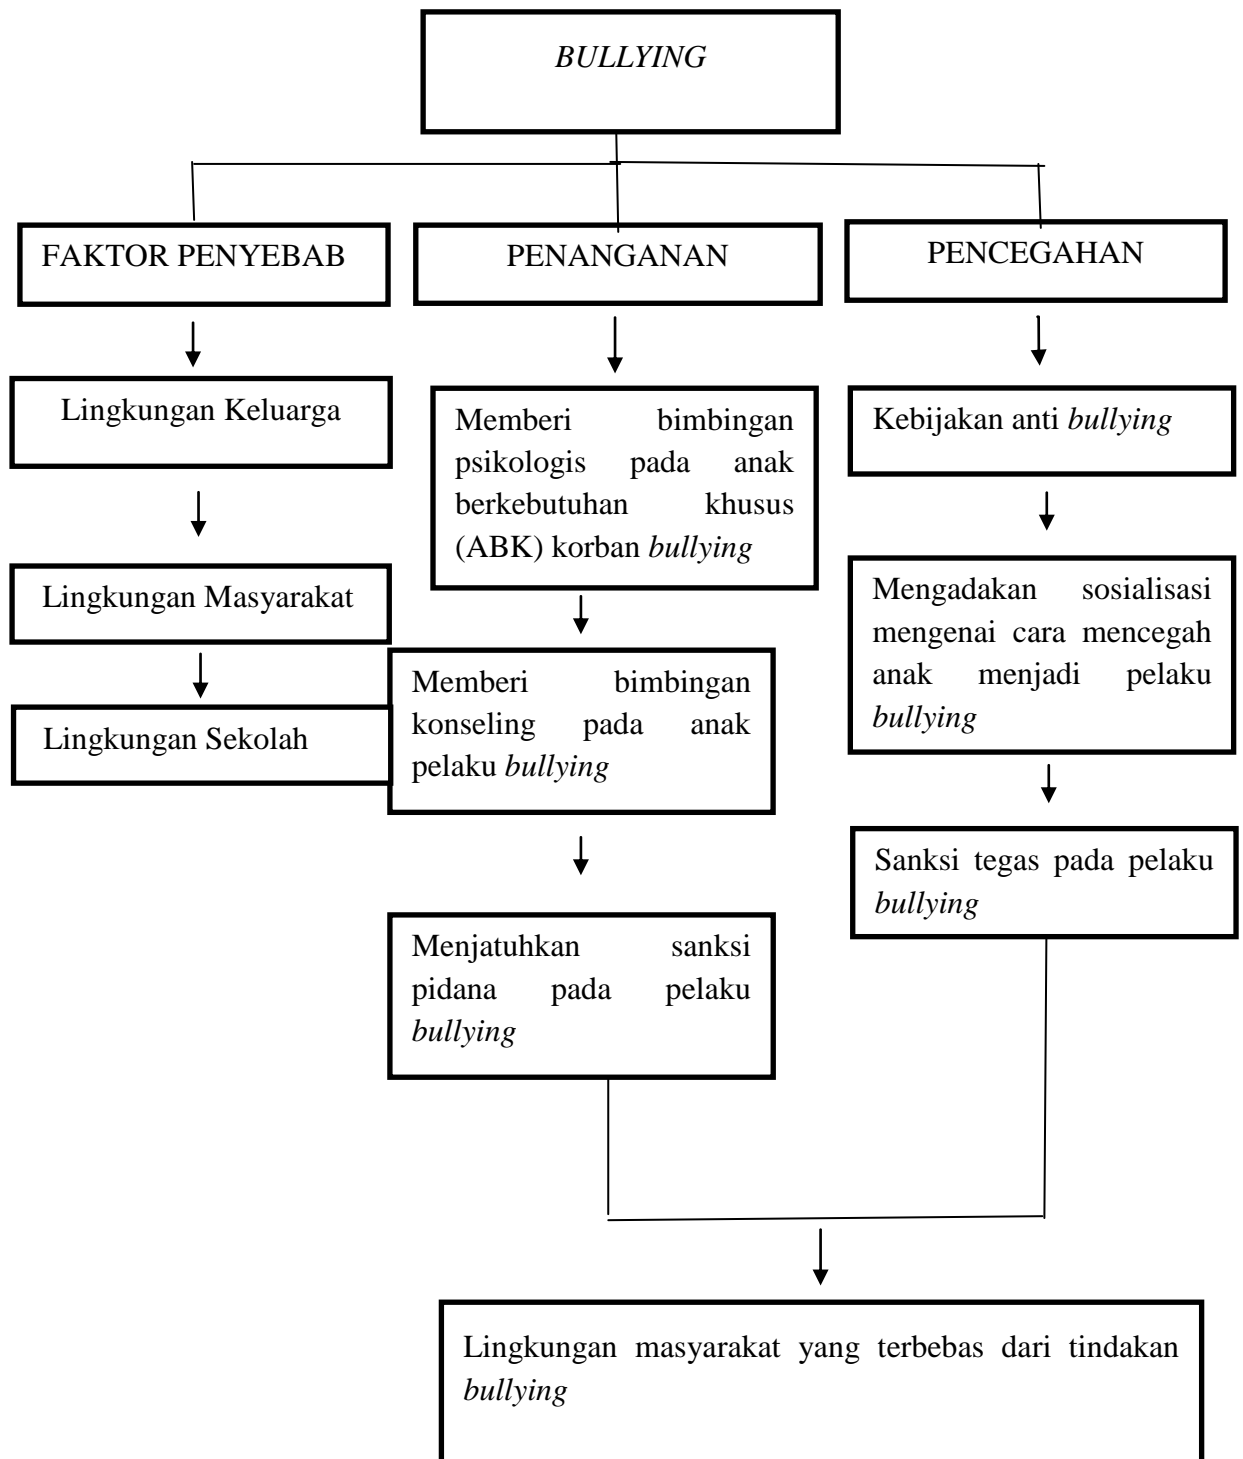 BULLYING
FAKTOR PENYEBAB
PENANGANAN
PENCEGAHAN
Lingkungan Keluarga
Lingkungan Masyarakat
Lingkungan Sekolah
Memberi bimbingan
psikologis pada anak
berkebutuhan khusus
(ABK) korban bullying
Memberi bimbingan
konseling pada anak
pelaku bullying
Menjatuhkan sanksi
pidana pada pelaku
bullying
Kebijakan anti bullying
Mengadakan sosialisasi
mengenai cara mencegah
anak menjadi pelaku
bullying
Sanksi tegas pada pelaku
bullying
Lingkungan masyarakat yang terbebas dari tindakan
bullying